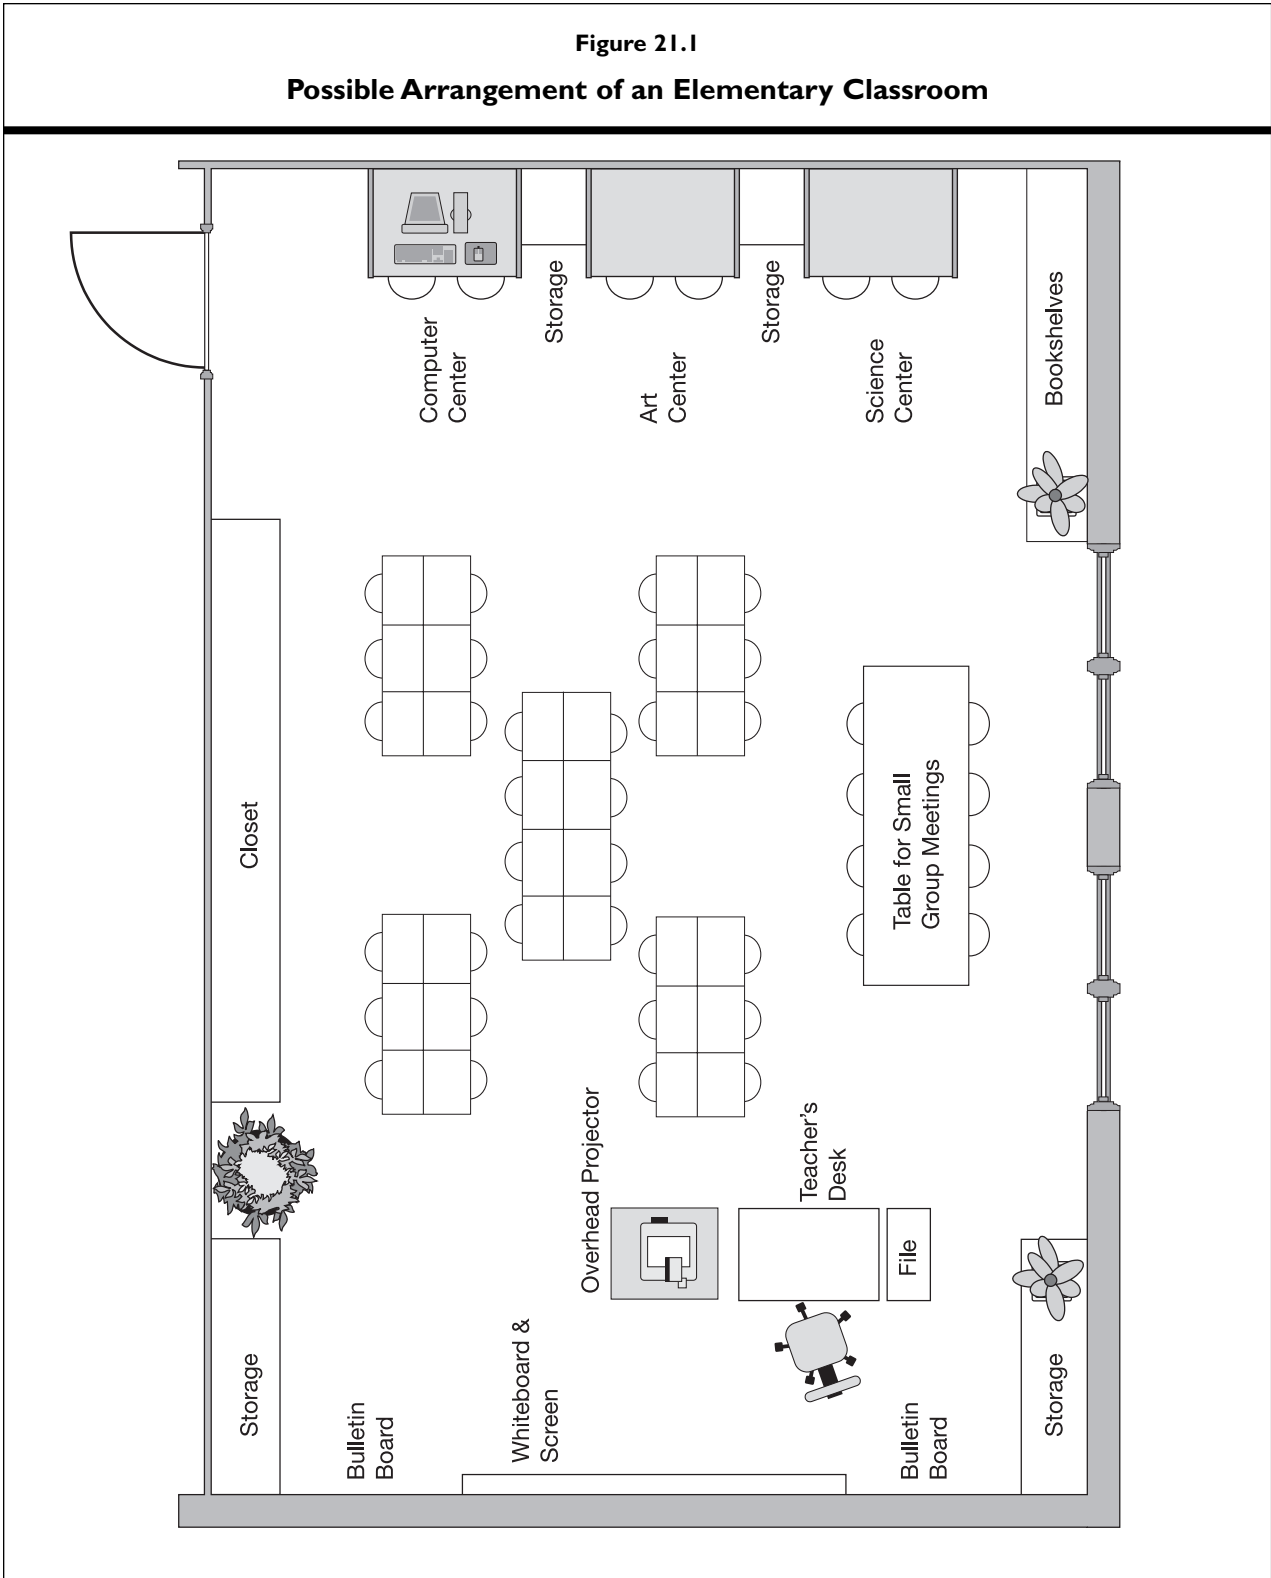 Figure 21.1
Possible Arrangement of an Elementary Classroom
Computer
Center
Storage
Art
Center
Storage
Science
Center
Bookshelves
Closet
Table for Small
Group Meetings
Overhead Projector
Teacher's
Desk
File
Storage
Bulletin
Board
Whiteboard &
Screen
Bulletin
Board
Storage